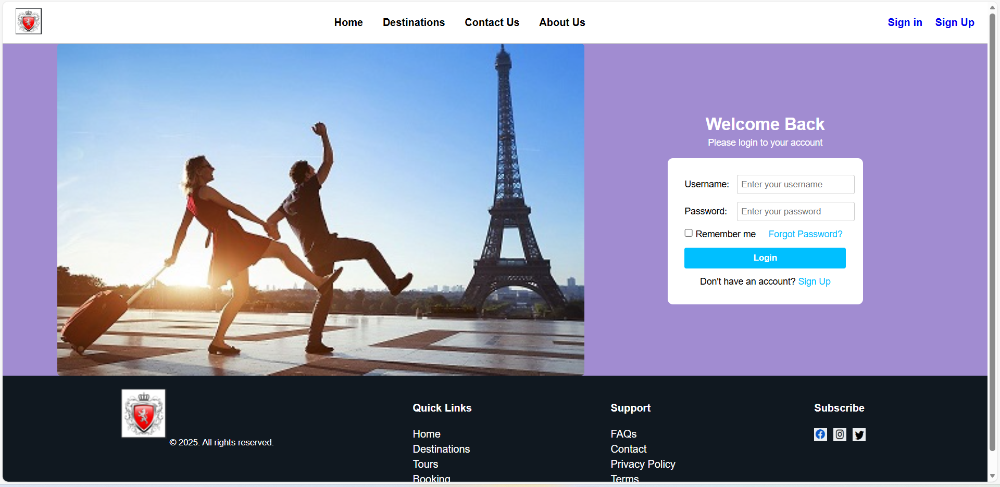 Home Destinations Contact Us About Us Sign in Sign Up
Welcome Back
Please login to your account
Username: Enter your username
Password: Enter your password
Remember me Forgot Password?
Login
Don't have an account? Sign Up
© 2025. All rights reserved.
Quick Links
Home
Destinations
Tours
Booking
Support
FAQs
Contact
Privacy Policy
Terms
Subscribe